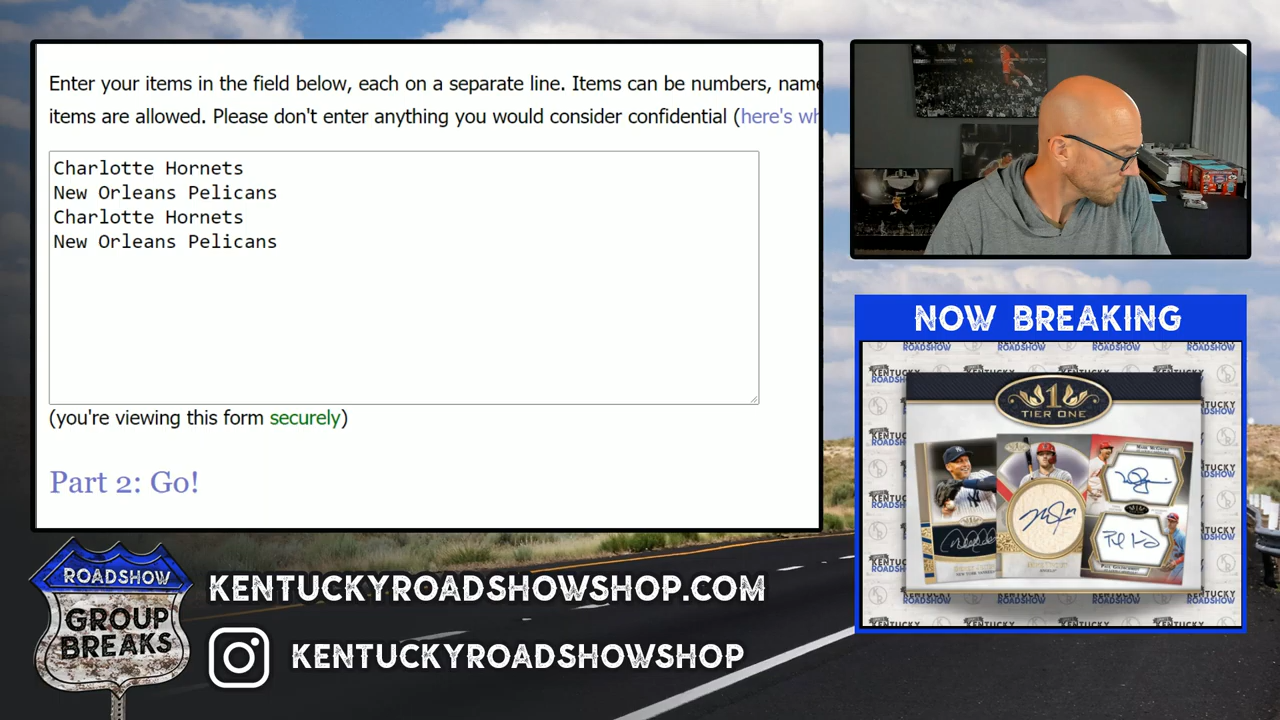 Enter your items in the field below, each on a separate line. Items can be numbers, name
items are allowed. Please don't enter anything you would consider confidential (here's wh
Charlotte Hornets
New Orleans Pelicans
Charlotte Hornets
New Orleans Pelicans
(you're viewing this form securely)
Part 2: Go!
NOW BREAKING
KENTUCKY
ROADSHOW
1
TIER ONE
ROADSHOW
GROUP
BREAKS
KENTUCKYROADSHOWSHOP.COM
KENTUCKYROADSHOWSHOP